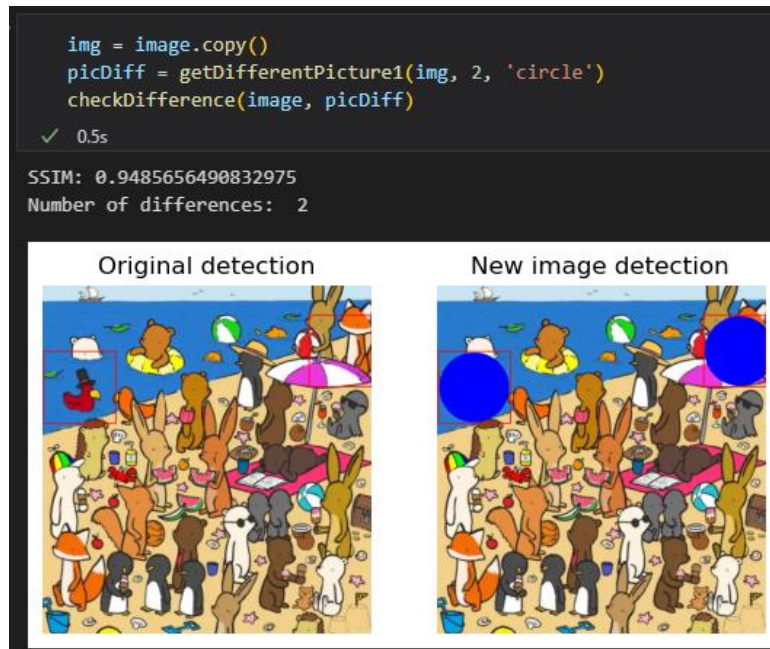 img = image.copy()
picDiff = getDifferentPicture1(img, 2, 'circle')
checkDifference(image, picDiff)
✓ 0.5s
SSIM: 0.9485656490832975
Number of differences:  2
Original detection
New image detection